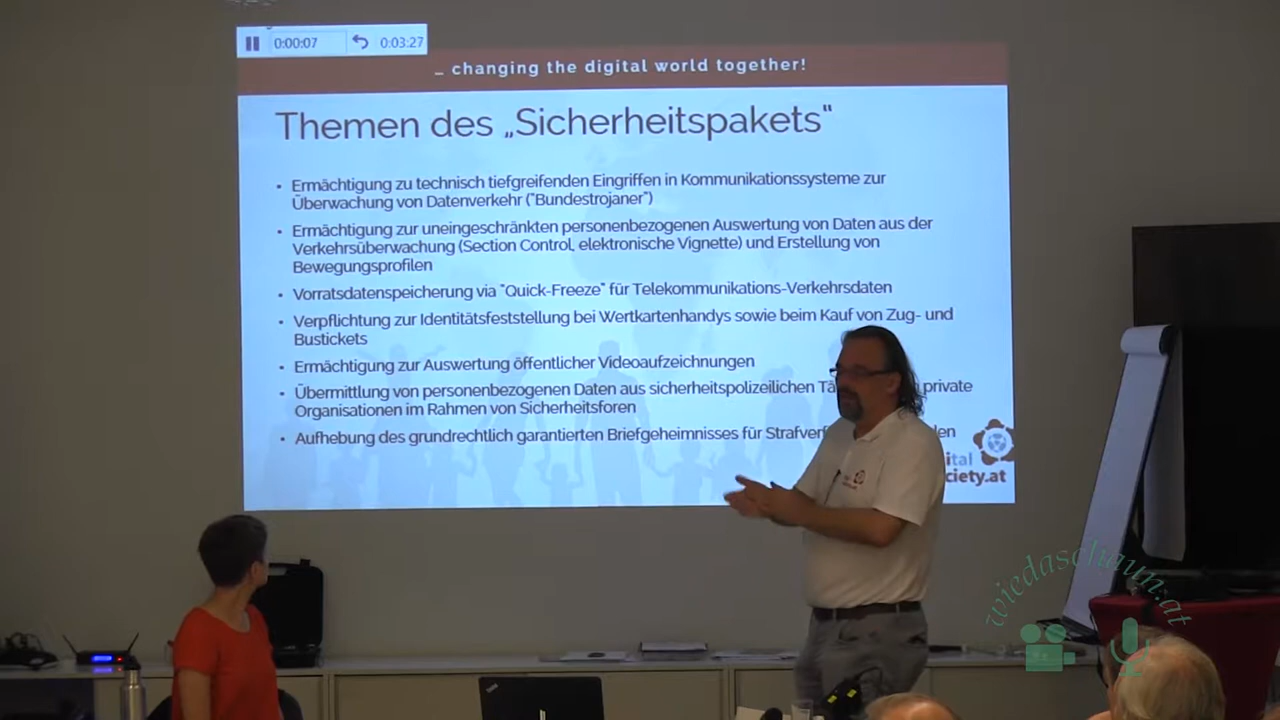 0:00:07 0:03:27
... changing the digital world together!
Themen des „Sicherheitspakets“
• Ermächtigung zu technisch tiefgreifenden Eingriffen in Kommunikationssysteme zur
Überwachung von Datenverkehr ("Bundestrojaner")
• Ermächtigung zur uneingeschränkten personenbezogenen Auswertung von Daten aus der
Verkehrsüberwachung (Section Control, elektronische Vignette) und Erstellung von
Bewegungsprofilen
• Vorratsdatenspeicherung via "Quick-Freeze" für Telekommunikations-Verkehrsdaten
• Verpflichtung zur Identitätsfeststellung bei Wertkartenhandys sowie beim Kauf von Zug- und
Bustickets
• Ermächtigung zur Auswertung öffentlicher Videoaufzeichnungen
• Übermittlung von personenbezogenen Daten aus sicherheitspolizeilichen private
Organisationen im Rahmen von Sicherheitsforen
• Aufhebung des grundrechtlich garantierten Briefgeheimnisses für
ital
ciety.at
wiedaschaun.at